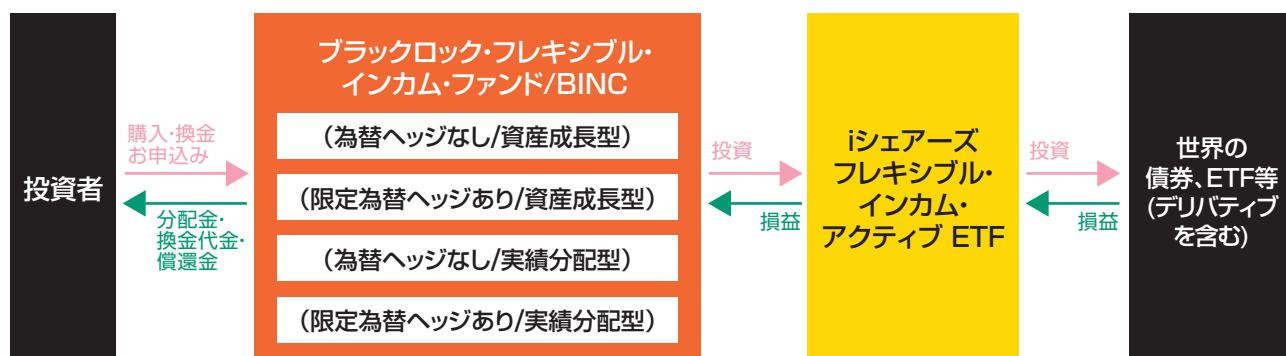 投資者
購入・換金
お申込み
分配金・
換金代金・
償還金
ブラックロック・フレキシブル・
インカム・ファンド/BINC
(為替ヘッジなし/資産成長型)
(限定為替ヘッジあり/資産成長型)
(為替ヘッジなし/実績分配型)
(限定為替ヘッジあり/実績分配型)
投資
損益
iシェアーズ
フレキシブル・
インカム・
アクティブ ETF
投資
損益
世界の
債券、ETF等
(デリバティブ
を含む)